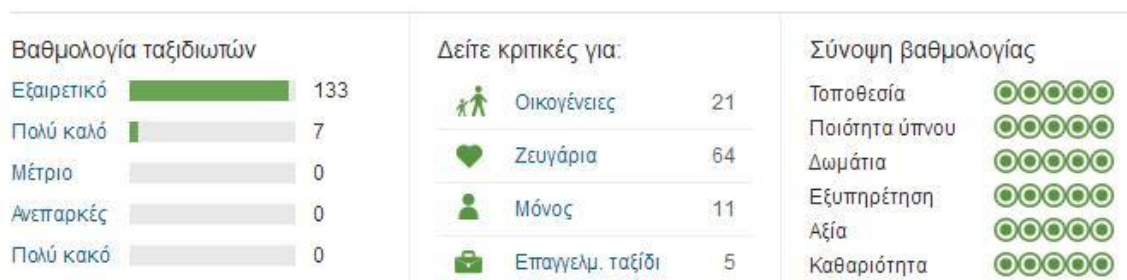 Βαθμολογία ταξιδιωτών
Εξαιρετικό 133
Πολύ καλό 7
Μέτριο 0
Ανεπαρκές 0
Πολύ κακό 0
Δείτε κριτικές για:
Οικογένειες 21
Ζευγάρια 64
Μόνος 11
Επαγγελμ. ταξίδι 5
Σύνοψη βαθμολογίας
Τοποθεσία
Ποιότητα ύπνου
Δωμάτια
Εξυπηρέτηση
Αξία
Καθαριότητα